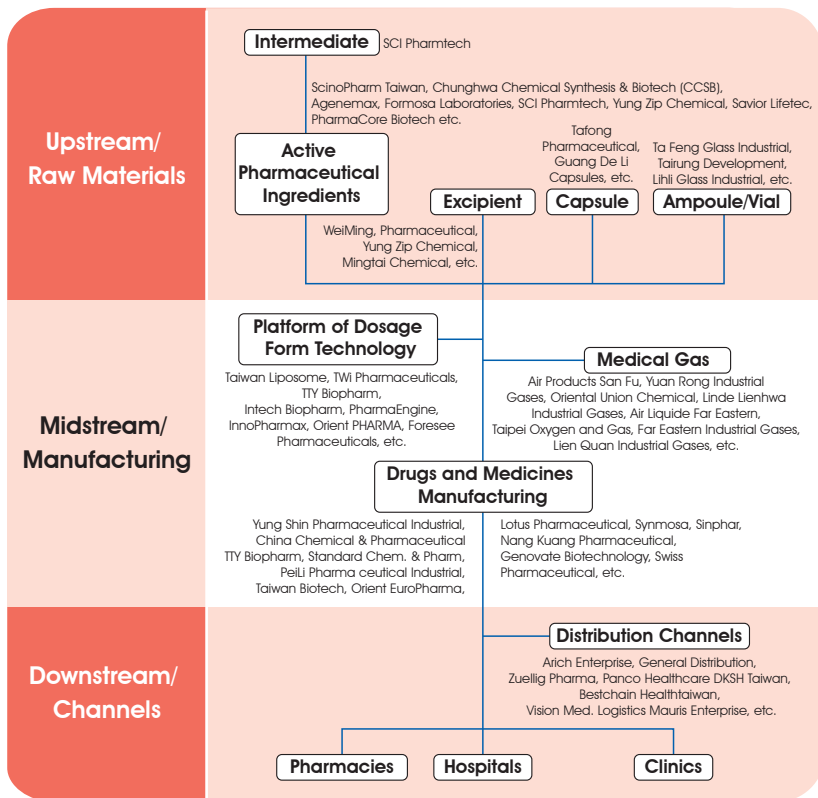 Upstream/
Raw Materials
Intermediate SCI Pharmtech
ScinoPharm Taiwan, Chunghwa Chemical Synthesis & Biotech (CCSB),
Agenemax, Formosa Laboratories, SCI Pharmtech, Yung Zip Chemical, Savior Lifetec,
PharmaCore Biotech etc.
Active
Pharmaceutical
Ingredients
Excipient
WeiMing, Pharmaceutical,
Yung Zip Chemical,
Mingtai Chemical, etc.
Tafong
Pharmaceutical,
Guang De Li
Capsules, etc.
Capsule
Ta Feng Glass Industrial,
Tairung Development,
Lihli Glass Industrial, etc.
Ampoule/Vial
Midstream/
Manufacturing
Platform of Dosage
Form Technology
Taiwan Liposome, TWi Pharmaceuticals,
TTY Biopharm,
Intech Biopharm, PharmaEngine,
InnoPharmax, Orient PHARMA, Foresee
Pharmaceuticals, etc.
Medical Gas
Air Products San Fu, Yuan Rong Industrial
Gases, Oriental Union Chemical, Linde Lienhwa
Industrial Gases, Air Liquide Far Eastern,
Taipei Oxygen and Gas, Far Eastern Industrial Gases,
Lien Quan Industrial Gases, etc.
Drugs and Medicines
Manufacturing
Yung Shin Pharmaceutical Industrial,
China Chemical & Pharmaceutical
TTY Biopharm, Standard Chem. & Pharm,
PeiLi Pharma ceutical Industrial,
Taiwan Biotech, Orient EuroPharma,
Lotus Pharmaceutical, Synmosa, Sinphar,
Nang Kuang Pharmaceutical,
Genovate Biotechnology, Swiss
Pharmaceutical, etc.
Downstream/
Channels
Distribution Channels
Arich Enterprise, General Distribution,
Zuellig Pharma, Panco Healthcare DKSH Taiwan,
Bestchain Healthtaiwan,
Vision Med. Logistics Mauris Enterprise, etc.
Pharmacies
Hospitals
Clinics